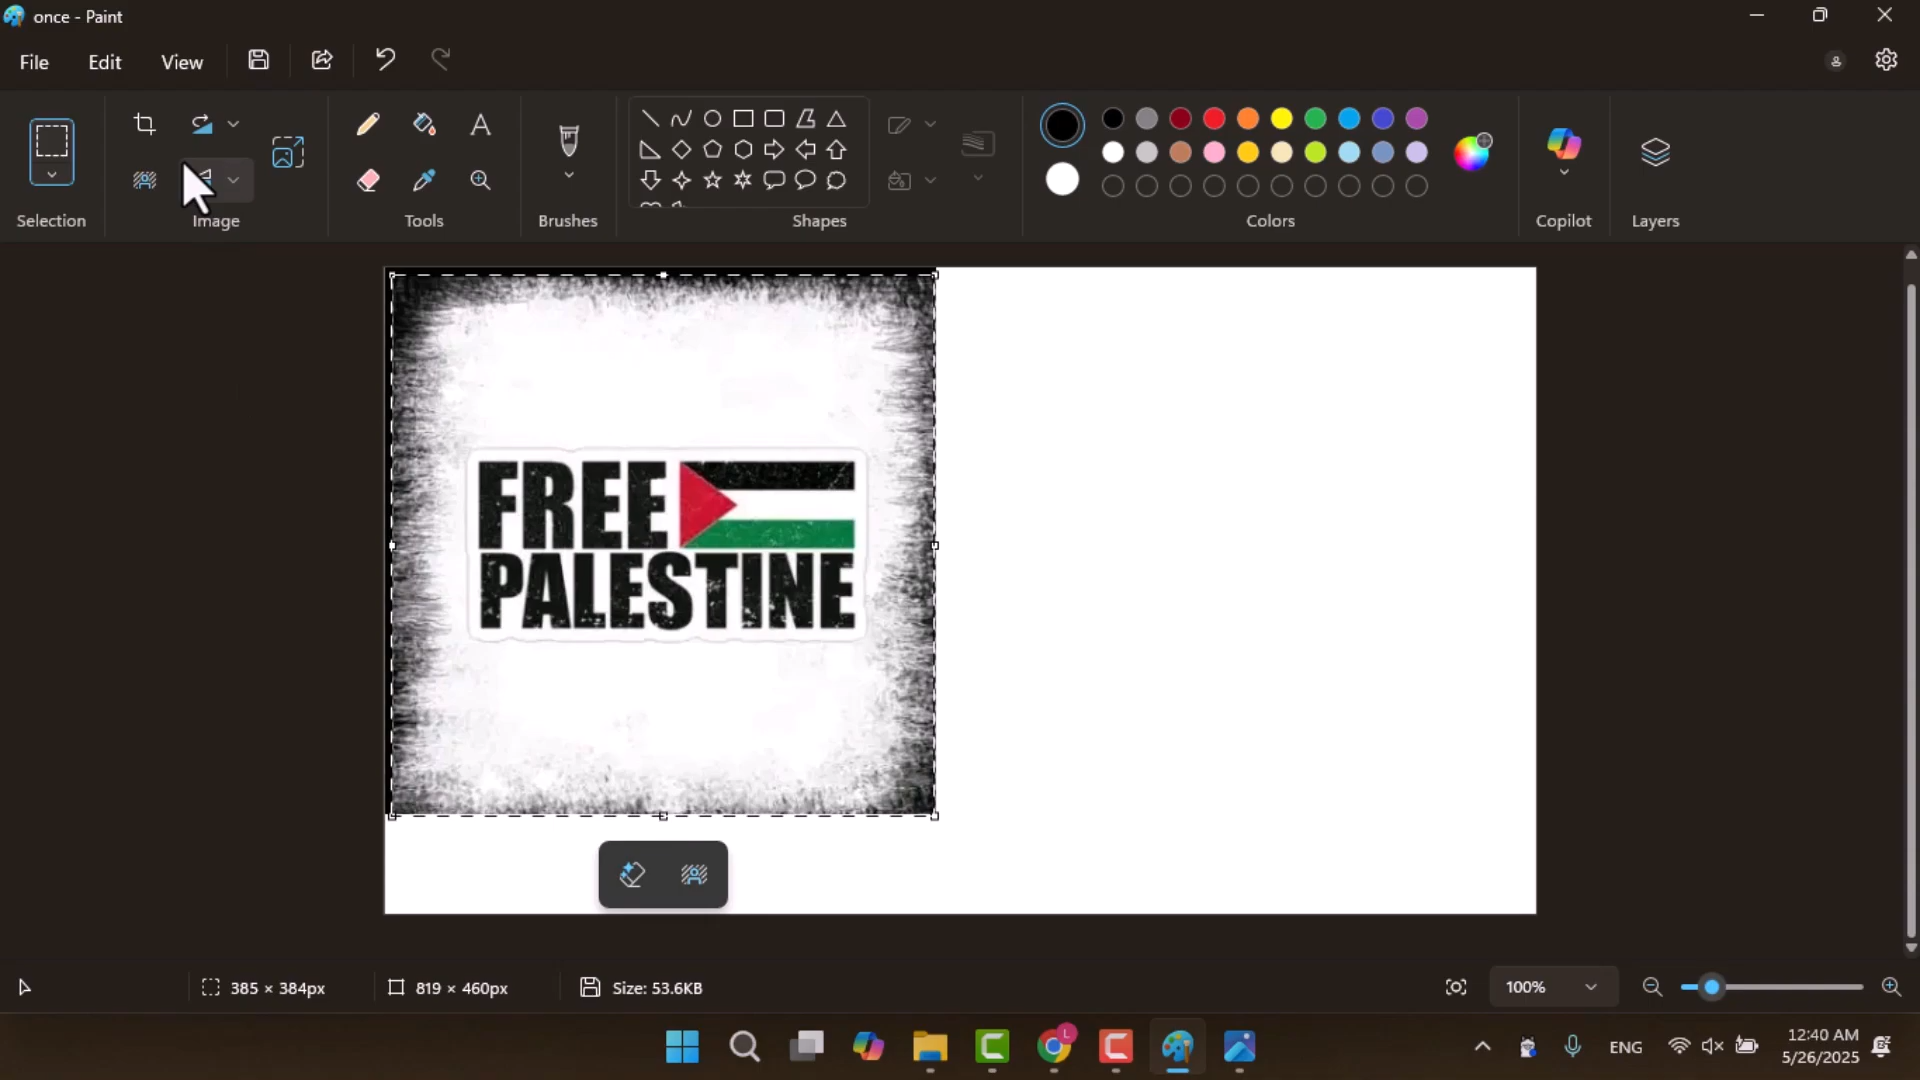 once - Paint
File Edit View
Selection
Image
Tools
Brushes
Shapes
Colors
Copilot
Layers
FREE
PALESTINE
385 × 384px
819 × 460px
Size: 53.6KB
100%
L
ENG
12:40 AM
5/26/2025